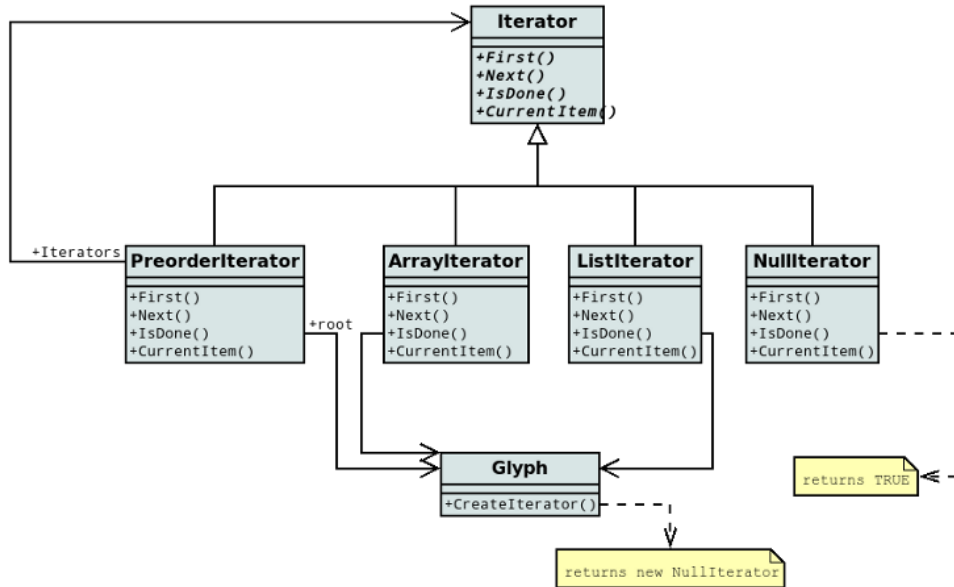 Iterator
+First()
+Next()
+IsDone()
+CurrentItem()
+Iterators
PreorderIterator
+First()
+Next()
+IsDone()
+CurrentItem()
+root
ArrayIterator
+First()
+Next()
+IsDone()
+CurrentItem()
ListIterator
+First()
+Next()
+IsDone()
+CurrentItem()
NullIterator
+First()
+Next()
+IsDone()
+CurrentItem()
Glyph
+CreateIterator()
returns TRUE
returns new NullIterator